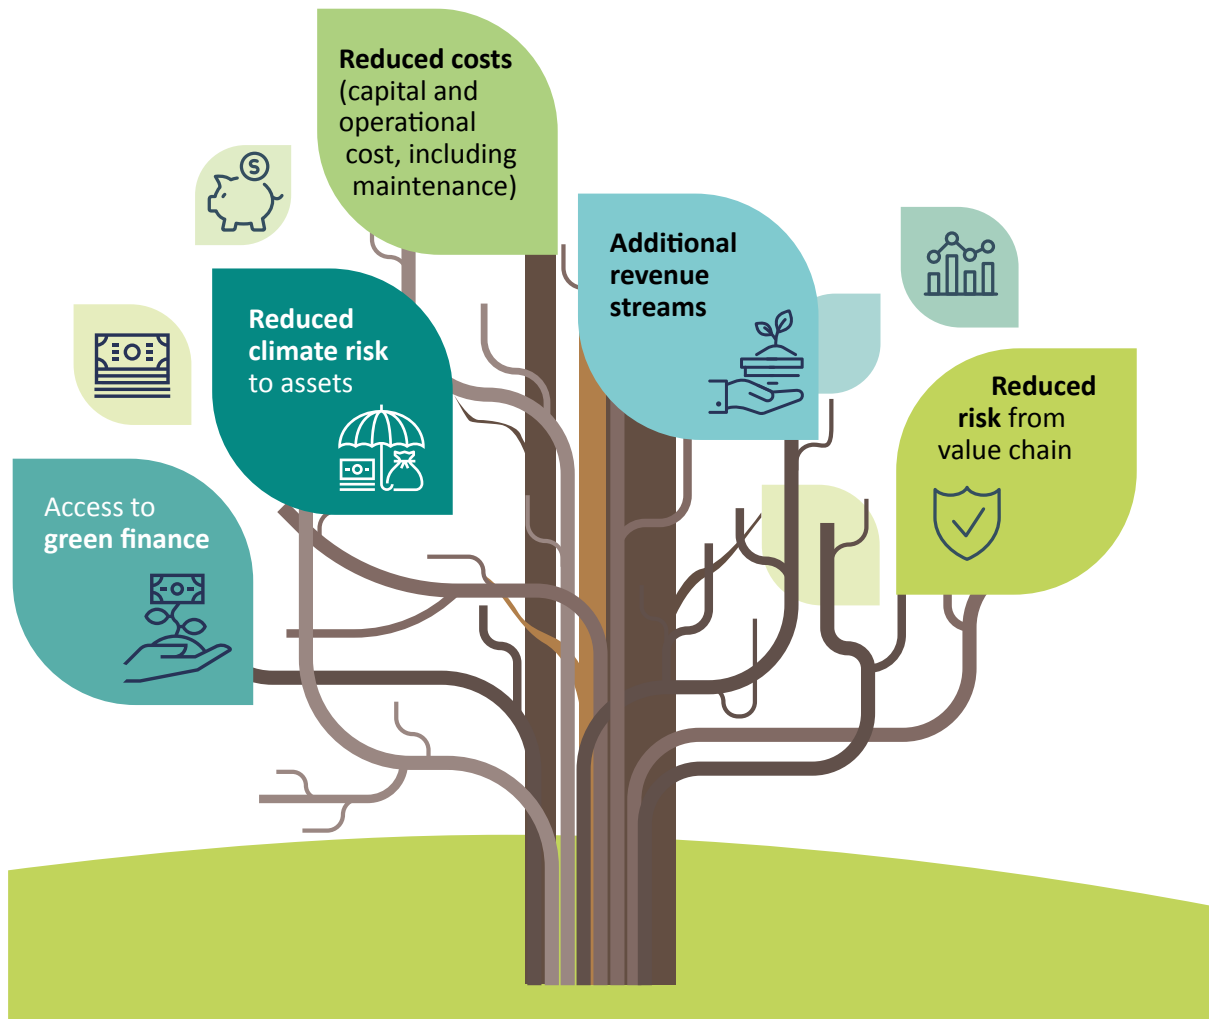 Reduced costs
(capital and
operational
cost, including
maintenance)
Additional
revenue
streams
Reduced
climate risk
to assets
Reduced
risk from
value chain
Access to
green finance